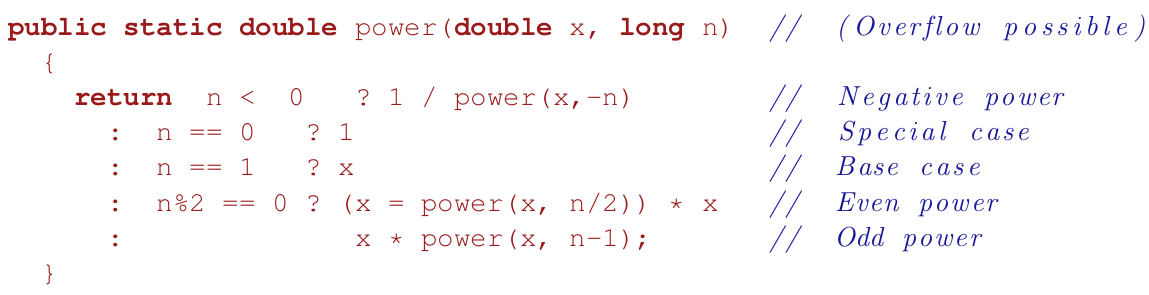 public static double power(double x, long n) // (Overflow possible)
{
return n < 0 ? 1 / power(x,-n) // Negative power
: n == 0 ? 1 // Special case
: n == 1 ? x // Base case
: n%2 == 0 ? (x = power(x, n/2)) * x // Even power
: x * power(x, n-1); // Odd power
}